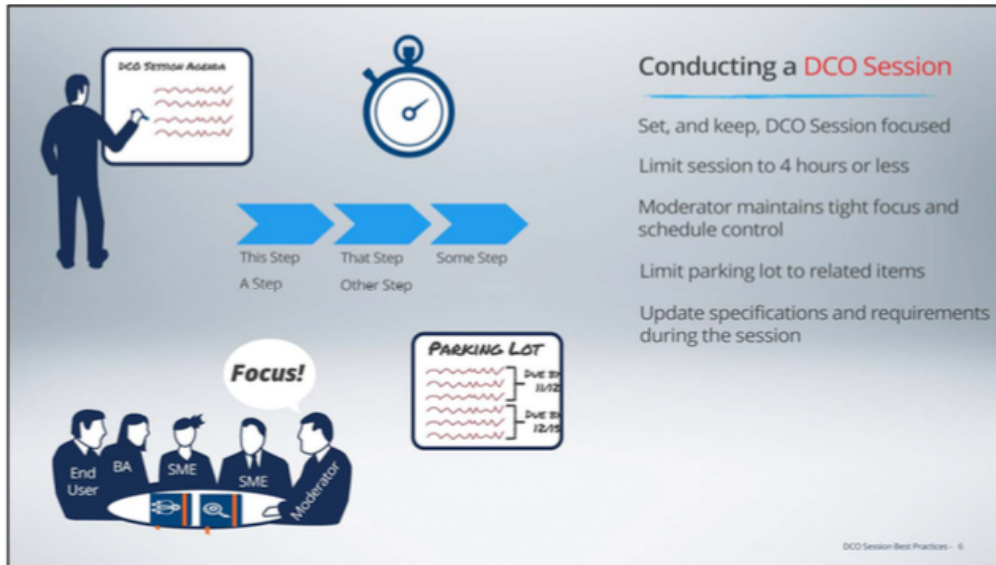 DCO Session Agenda
Conducting a DCO Session
Set, and keep, DCO Session focused
Limit session to 4 hours or less
Moderator maintains tight focus and
schedule control
Limit parking lot to related items
Update specifications and requirements
during the session
This Step
That Step
Some Step
A Step
Other Step
Parking Lot
Due by
11/12
Due by
12/15
Focus!
End
User
BA
SME
SME
Moderator
DCO Session Best Practices - 6